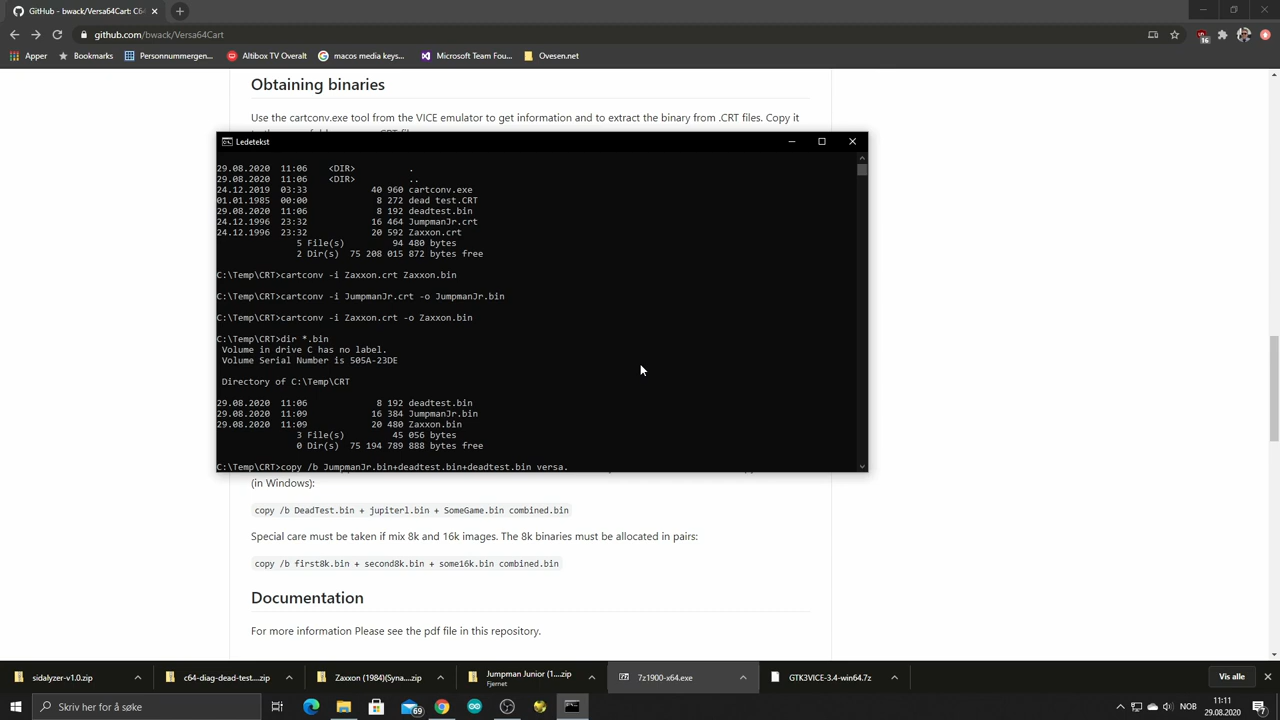 GitHub - bwack/Versa64Cart: C64
github.com/bwack/Versa64Cart
16
Apper
Bookmarks
Personnummergen...
Altibox TV Overalt
macos media keys...
Microsoft Team Fou...
Ovesen.net
Obtaining binaries
Use the cartconv.exe tool from the VICE emulator to get information and to extract the binary from .CRT files. Copy it
Ledetekst
29.08.2020  11:06    <DIR>          .
29.08.2020  11:06    <DIR>          ..
24.12.2019  03:33            40 960 cartconv.exe
01.01.1985  00:00             8 272 dead test.CRT
29.08.2020  11:06             8 192 deadtest.bin
24.12.1996  23:32            16 464 JumpmanJr.crt
24.12.1996  23:32            20 592 Zaxxon.crt
5 File(s)         94 480 bytes
2 Dir(s)  75 208 015 872 bytes free
C:\Temp\CRT>cartconv -i Zaxxon.crt Zaxxon.bin
C:\Temp\CRT>cartconv -i JumpmanJr.crt -o JumpmanJr.bin
C:\Temp\CRT>cartconv -i Zaxxon.crt -o Zaxxon.bin
C:\Temp\CRT>dir *.bin
Volume in drive C has no label.
Volume Serial Number is 505A-23DE
Directory of C:\Temp\CRT
29.08.2020  11:06             8 192 deadtest.bin
29.08.2020  11:09            16 384 JumpmanJr.bin
29.08.2020  11:09            20 480 Zaxxon.bin
3 File(s)         45 056 bytes
0 Dir(s)  75 194 789 888 bytes free
C:\Temp\CRT>copy /b JumpmanJr.bin+deadtest.bin+deadtest.bin versa.
(in Windows):
copy /b DeadTest.bin + jupiterl.bin + SomeGame.bin combined.bin
Special care must be taken if mix 8k and 16k images. The 8k binaries must be allocated in pairs:
copy /b first8k.bin + second8k.bin + some16k.bin combined.bin
Documentation
For more information Please see the pdf file in this repository.
sidalyzer-v1.0.zip
c64-diag-dead-test....zip
Zaxxon (1984)(Syna....zip
Jumpman Junior (1....zip
Fjernet
7z1900-x64.exe
GTK3VICE-3.4-win64.7z
Vis alle
Skriv her for å søke
69
NOB
11:11
29.08.2020
7